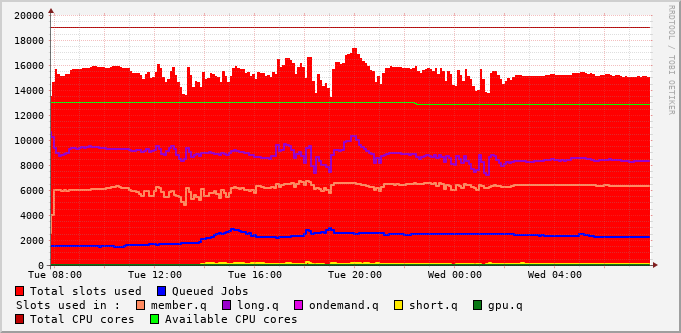 20000
18000
16000
14000
12000
10000
8000
6000
4000
2000
0
Tue 08:00 Tue 12:00 Tue 16:00 Tue 20:00 Wed 00:00 Wed 04:00
Total slots used Queued Jobs
Slots used in : member.q long.q ondemand.q short.q gpu.q
Total CPU cores Available CPU cores
RRDTOOL / TOBI OETIKER